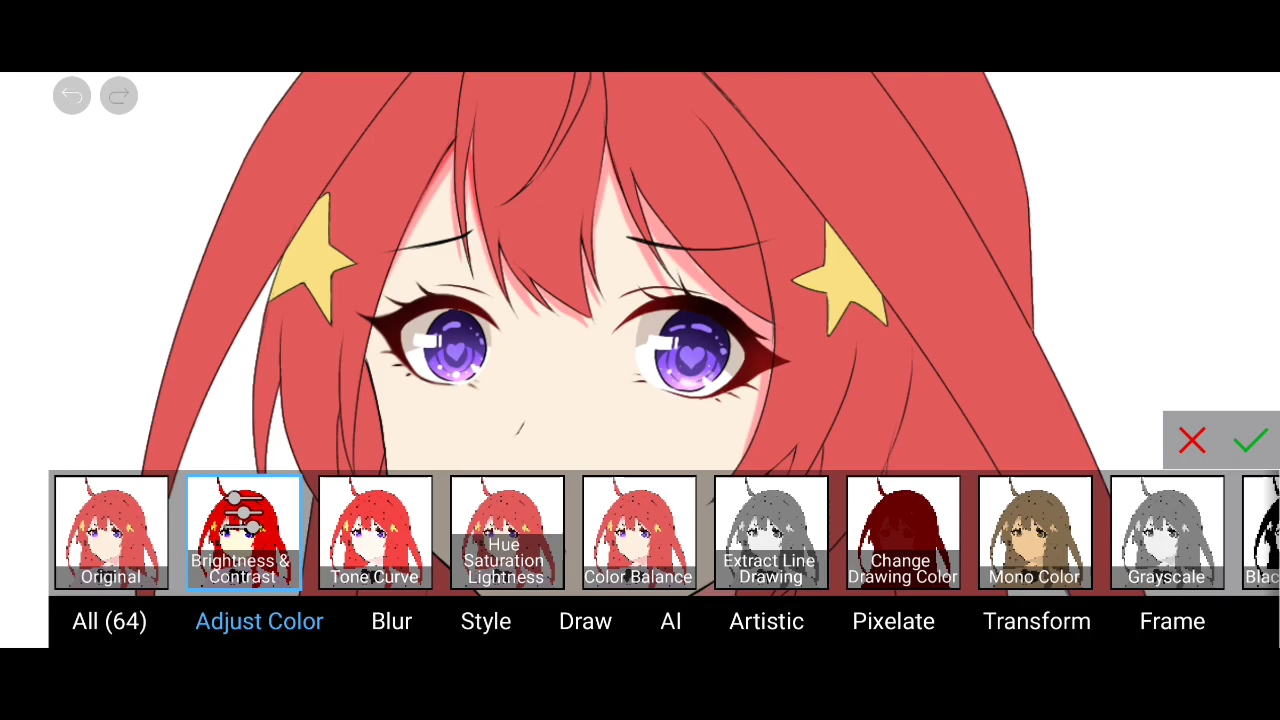 Original
Brightness &
Contrast
Tone Curve
Hue
Saturation
Lightness
Color Balance
Extract Line
Drawing
Change
Drawing Color
Mono Color
Grayscale
Blac
All (64)
Adjust Color
Blur
Style
Draw
AI
Artistic
Pixelate
Transform
Frame